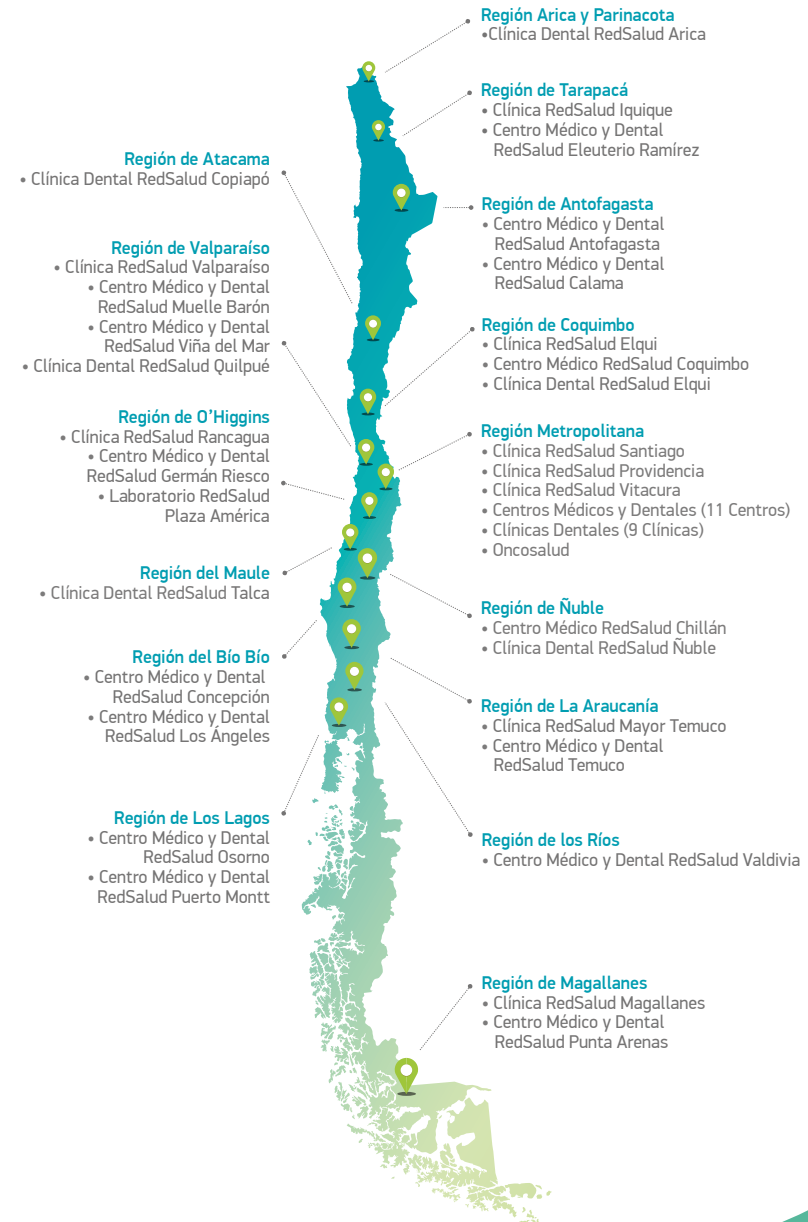 Región Arica y Parinacota
•Clínica Dental RedSalud Arica
Región de Tarapacá
• Clínica RedSalud Iquique
• Centro Médico y Dental
RedSalud Eleuterio Ramírez
Región de Atacama
• Clínica Dental RedSalud Copiapó
Región de Antofagasta
• Centro Médico y Dental
RedSalud Antofagasta
• Centro Médico y Dental
RedSalud Calama
Región de Valparaíso
• Clínica RedSalud Valparaíso
• Centro Médico y Dental
RedSalud Muelle Barón
• Centro Médico y Dental
RedSalud Viña del Mar
• Clínica Dental RedSalud Quilpué
Región de Coquimbo
• Clínica RedSalud Elqui
• Centro Médico RedSalud Coquimbo
• Clínica Dental RedSalud Elqui
Región de O’Higgins
• Clínica RedSalud Rancagua
• Centro Médico y Dental
RedSalud Germán Riesco
• Laboratorio RedSalud
Plaza América
Región Metropolitana
• Clínica RedSalud Santiago
• Clínica RedSalud Providencia
• Clínica RedSalud Vitacura
• Centros Médicos y Dentales (11 Centros)
• Clínicas Dentales (9 Clínicas)
• Oncosalud
Región del Maule
• Clínica Dental RedSalud Talca
Región de Ñuble
• Centro Médico RedSalud Chillán
• Clínica Dental RedSalud Ñuble
Región del Bío Bío
• Centro Médico y Dental
RedSalud Concepción
• Centro Médico y Dental
RedSalud Los Ángeles
Región de La Araucanía
• Clínica RedSalud Mayor Temuco
• Centro Médico y Dental
RedSalud Temuco
Región de Los Lagos
• Centro Médico y Dental
RedSalud Osorno
• Centro Médico y Dental
RedSalud Puerto Montt
Región de los Ríos
• Centro Médico y Dental RedSalud Valdivia
Región de Magallanes
• Clínica RedSalud Magallanes
• Centro Médico y Dental
RedSalud Punta Arenas